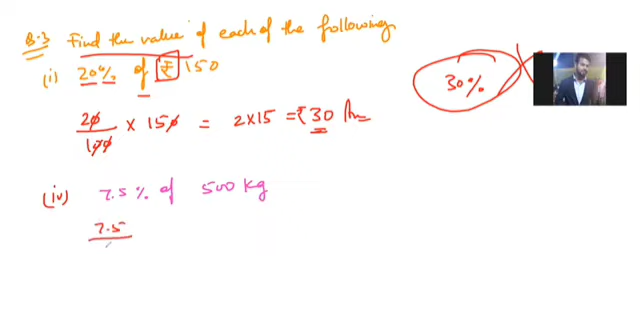 Q.3 Find the value of each of the following
(i) 20% of ₹ 150
30%
20/100 × 150 = 2×15 = ₹30 Ans
(iv) 7.5% of 500 kg
7.5